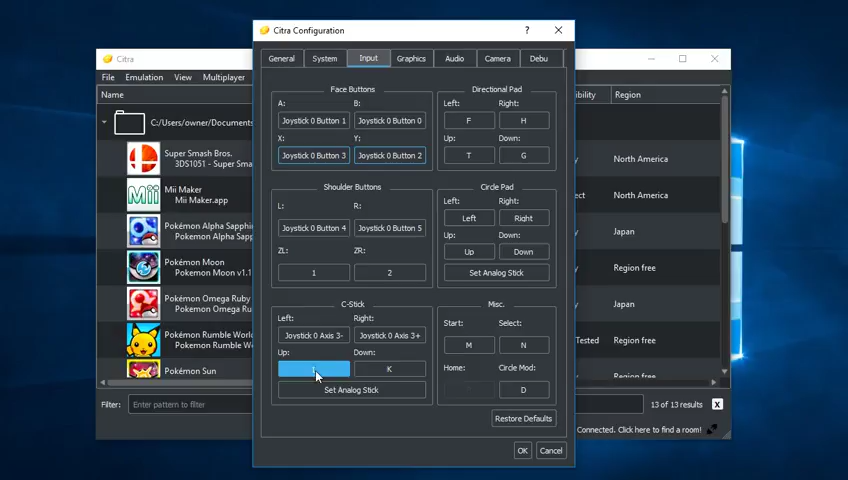 Citra Configuration
?
Citra
General System Input Graphics Audio Camera Debu
File Emulation View Multiplayer
Name
ibility Region
Face Buttons
A: B:
Joystick 0 Button 1 Joystick 0 Button 0
X: Y:
Joystick 0 Button 3 Joystick 0 Button 2
Directional Pad
Left: Right:
F H
Up: Down:
T G
C:/Users/owner/Documents
Super Smash Bros.
3DS1051 - Super Sma
North America
Mii Maker
Mii Maker.app
ect North America
Pokémon Alpha Sapphi
Pokemon Alpha Sap
Japan
Pokémon Moon
Pokemon Moon v1.1
Region free
Pokémon Omega Ruby
Pokemon Omega Rub
Japan
Pokémon Rumble World
Pokemon Rumble W
Tested Region free
Pokémon Sun
Region free
Shoulder Buttons
L: R:
Joystick 0 Button 4 Joystick 0 Button 5
ZL: ZR:
1 2
Circle Pad
Left: Right:
Left Right
Up: Down:
Up Down
Set Analog Stick
C-Stick
Left: Right:
Joystick 0 Axis 3- Joystick 0 Axis 3+
Up: Down:
K
Set Analog Stick
Misc.
Start: Select:
M N
Home: Circle Mod:
D
Restore Defaults
OK Cancel
Filter: Enter pattern to filter
13 of 13 results X
Connected. Click here to find a room!